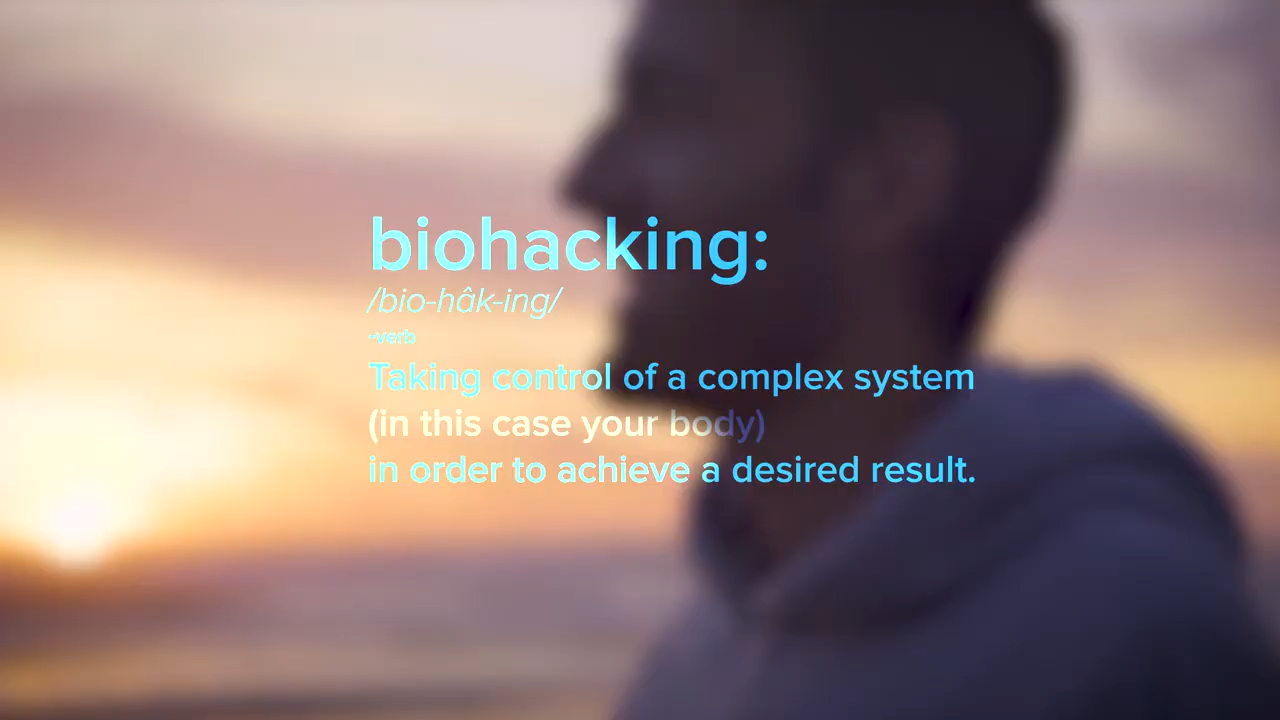 biohacking:
/bio-hâk-ing/
-verb
Taking control of a complex system
(in this case your body)
in order to achieve a desired result.